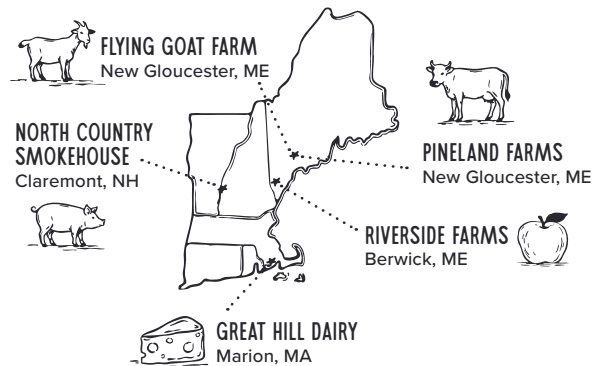 FLYING GOAT FARM
New Gloucester, ME
NORTH COUNTRY
SMOKEHOUSE
Claremont, NH
PINELAND FARMS
New Gloucester, ME
RIVERSIDE FARMS
Berwick, ME
GREAT HILL DAIRY
Marion, MA